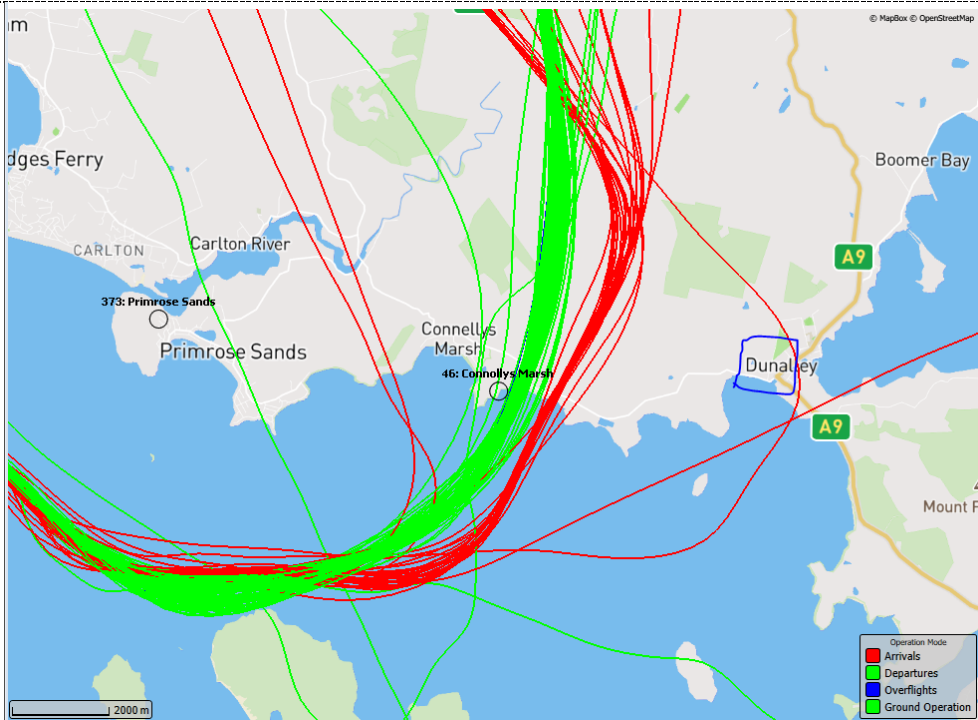 © MapBox © OpenStreetMap
m
dges Ferry
Boomer Bay
CARLTON
Carlton River
A9
373: Primrose Sands
Primrose Sands
Connellys
Marsh
46: Connollys Marsh
Dunalley
A9
Mount F
2000 m
Operation Mode
Arrivals
Departures
Overflights
Ground Operation